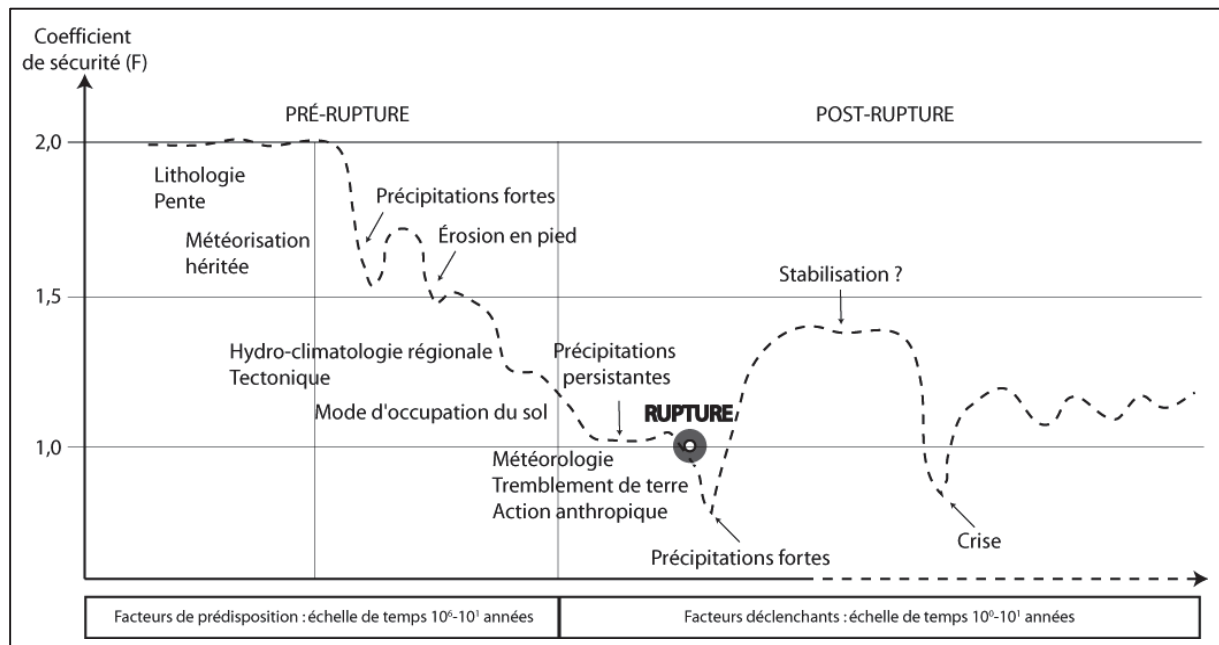 Coefficient
de sécurité (F)
PRÉ-RUPTURE
POST-RUPTURE
2,0
Lithologie
Pente
Précipitations fortes
Météorisation
héritée
Érosion en pied
Stabilisation ?
1,5
Hydro-climatologie régionale
Tectonique
Précipitations
persistantes
Mode d'occupation du sol
RUPTURE
1,0
Météorologie
Tremblement de terre
Action anthropique
Précipitations fortes
Crise
Facteurs de prédisposition : échelle de temps 10⁶-10¹ années
Facteurs déclenchants : échelle de temps 10⁰-10¹ années